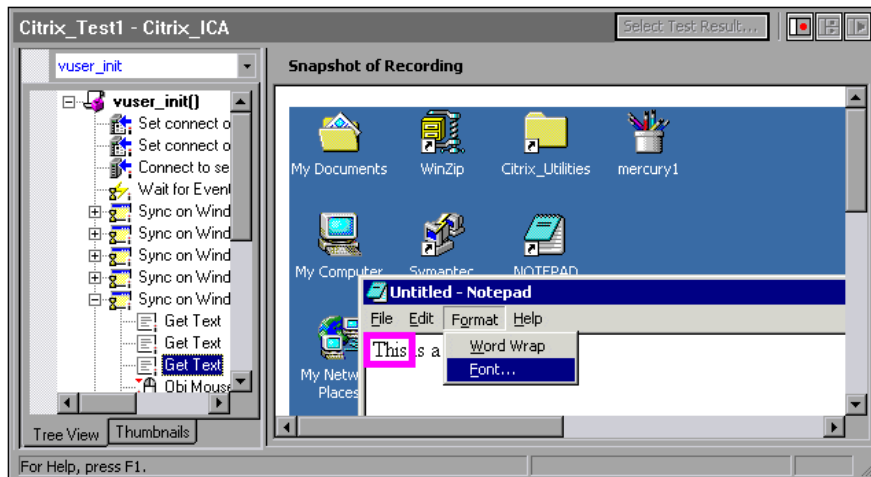 Citrix_Test1 - Citrix_ICA
Select Test Result...
vuser_init
vuser_init()
Set connect o
Set connect o
Connect to se
Wait for Event
Sync on Wind
Sync on Wind
Sync on Wind
Sync on Wind
Sync on Wind
Get Text
Get Text
Get Text
Obj Mouse
Tree View
Thumbnails
Snapshot of Recording
My Documents
WinZip
Citrix_Utilities
mercury1
My Computer
Symantec
NOTEPAD
My Netw
Places
Untitled - Notepad
File Edit Format Help
This is a
Word Wrap
Font...
For Help, press F1.